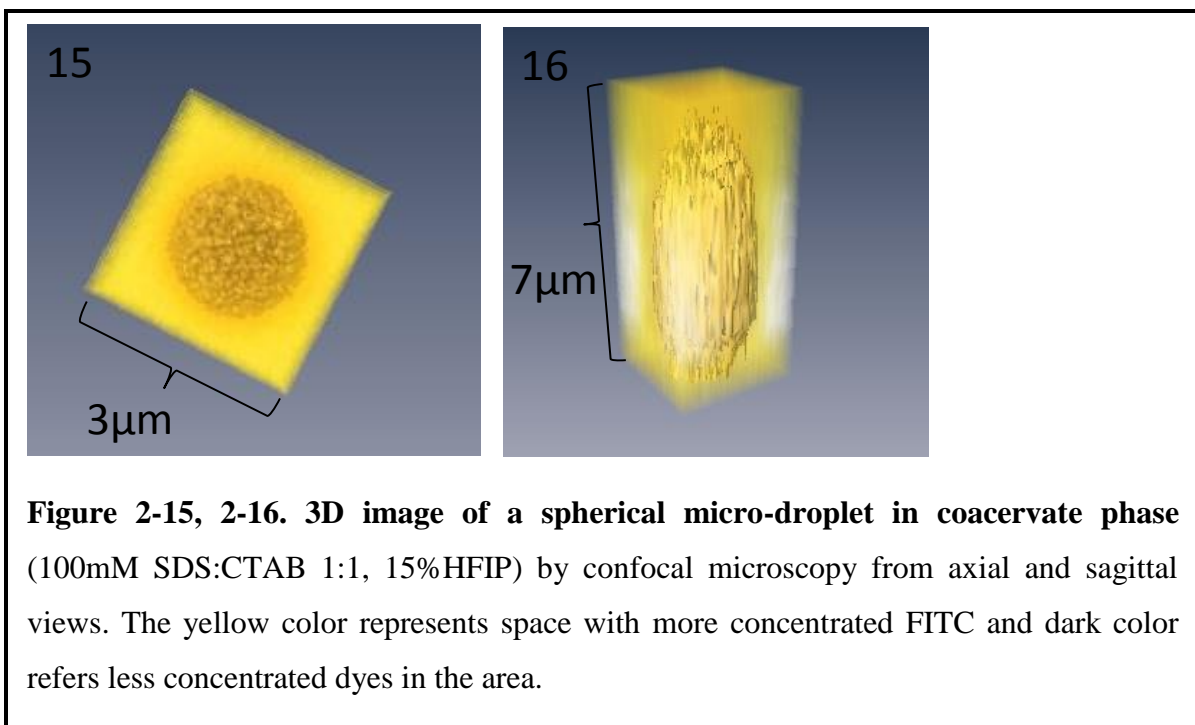 15
16
3µm
7µm
Figure 2-15, 2-16. 3D image of a spherical micro-droplet in coacervate phase
(100mM SDS:CTAB 1:1, 15%HFIP) by confocal microscopy from axial and sagittal
views. The yellow color represents space with more concentrated FITC and dark color
refers less concentrated dyes in the area.